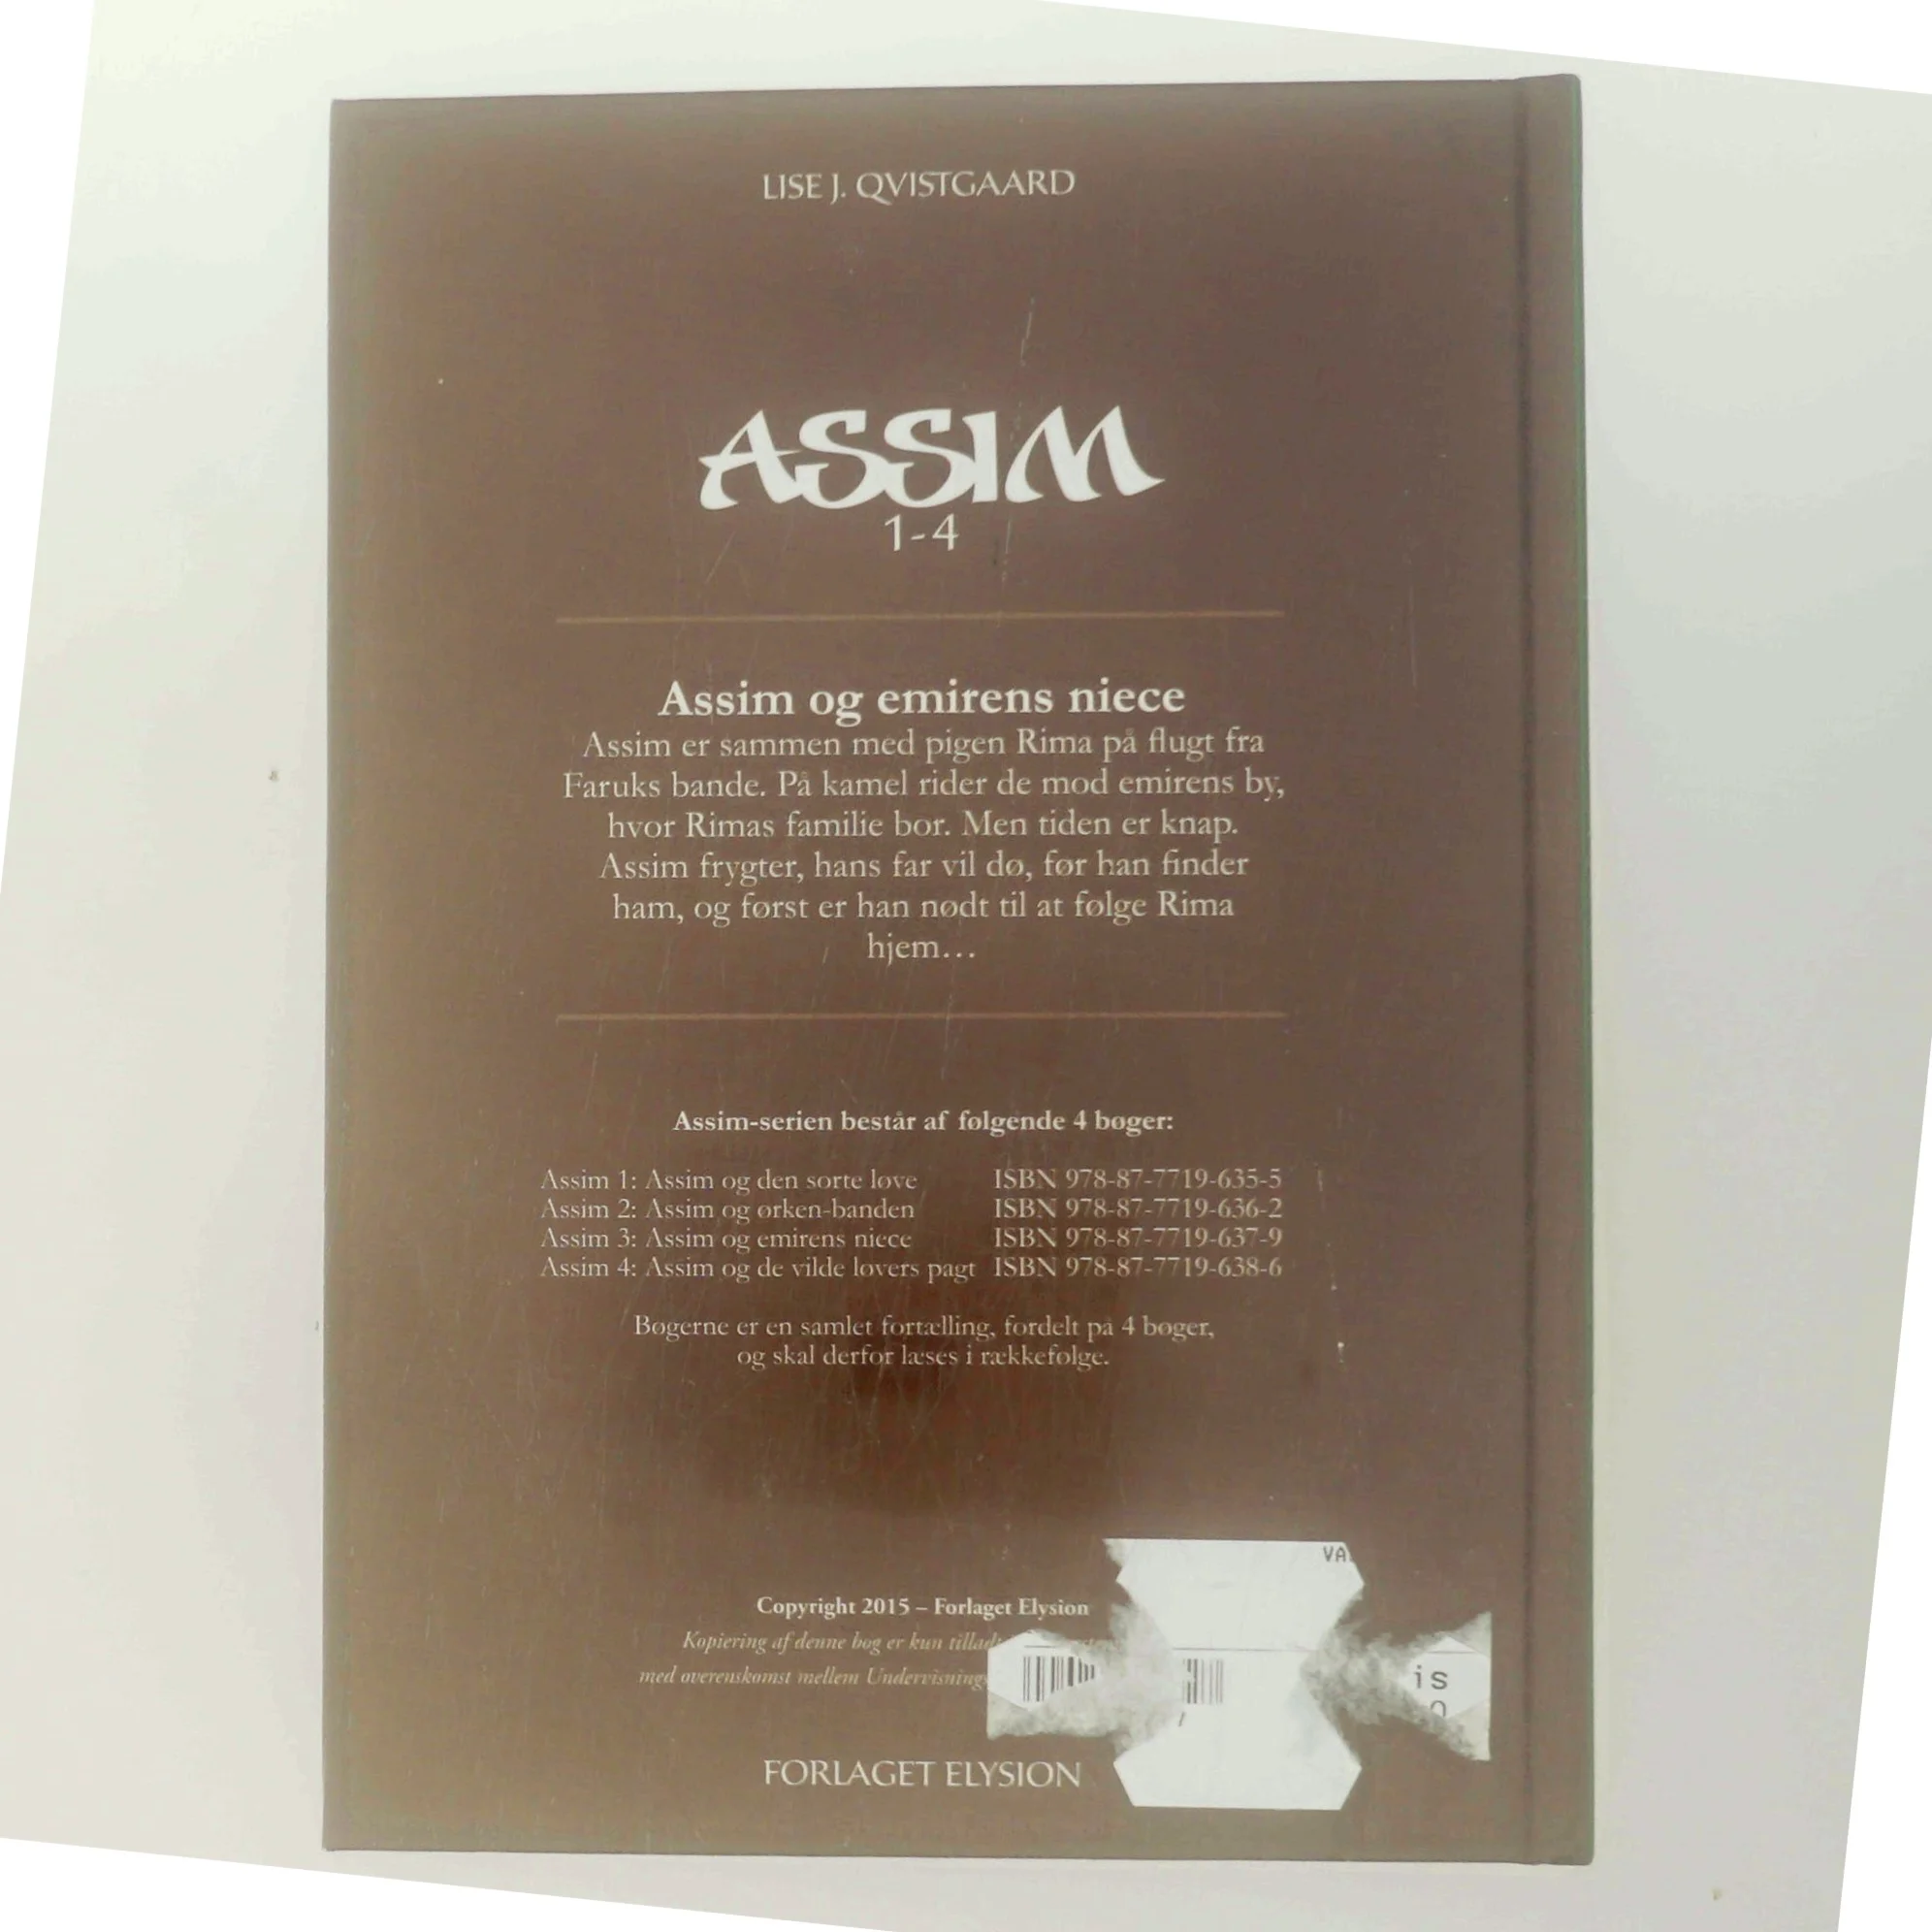 LISE J. QVISTGAARD
ASSIM
1-4
Assim og emirens niece
Assim er sammen med pigen Rima på flugt fra
Faruks bande. På kamel rider de mod emirens by,
hvor Rimas familie bor. Men tiden er knap.
Assim frygter, hans far vil dø, før han finder
ham, og først er han nødt til at følge Rima
hjem…
Assim-serien består af følgende 4 bøger:
Assim 1: Assim og den sorte løve ISBN 978-87-7719-635-5
Assim 2: Assim og ørken-banden ISBN 978-87-7719-636-2
Assim 3: Assim og emirens niece ISBN 978-87-7719-637-9
Assim 4: Assim og de vilde løvers pagt ISBN 978-87-7719-638-6
Bøgerne er en samlet fortælling, fordelt på 4 bøger,
og skal derfor læses i rækkefølge.
VA
Copyright 2015 – Forlaget Elysion
Kopiering af denne bog er kun
med overenskomst mellem
is
FORLAGET ELYSION